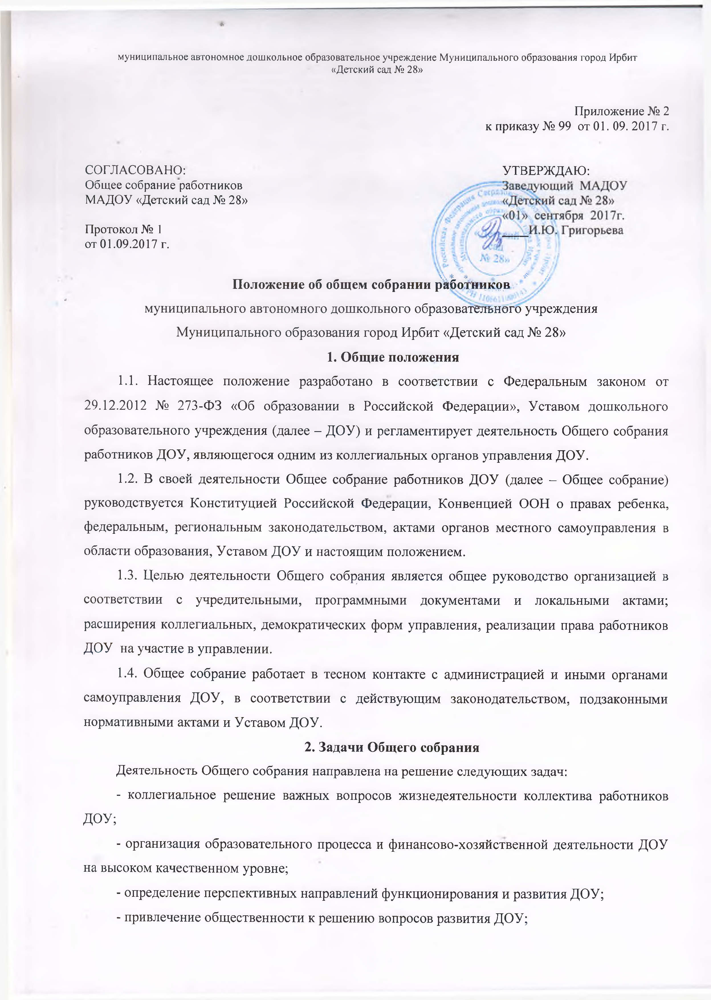 муниципальное автономное дошкольное образовательное учреждение Муниципального образования город Ирбит
«Детский сад № 28»
Приложение № 2
к приказу № 99 от 01. 09. 2017 г.
СОГЛАСОВАНО:
Общее собрание работников
МАДОУ «Детский сад № 28»
Протокол № 1
от 01.09.2017 г.
УТВЕРЖДАЮ:
Заведующий МАДОУ
«Детский сад № 28»
«01» сентября 2017г.
____И.Ю. Григорьева
Российская Федерация
сад
№ 28»
Положение об общем собрании работников
муниципального автономного дошкольного образовательного учреждения
Муниципального образования город Ирбит «Детский сад № 28»
1. Общие положения
1.1. Настоящее положение разработано в соответствии с Федеральным законом от
29.12.2012 № 273-ФЗ «Об образовании в Российской Федерации», Уставом дошкольного
образовательного учреждения (далее – ДОУ) и регламентирует деятельность Общего собрания
работников ДОУ, являющегося одним из коллегиальных органов управления ДОУ.
1.2. В своей деятельности Общее собрание работников ДОУ (далее – Общее собрание)
руководствуется Конституцией Российской Федерации, Конвенцией ООН о правах ребенка,
федеральным, региональным законодательством, актами органов местного самоуправления в
области образования, Уставом ДОУ и настоящим положением.
1.3. Целью деятельности Общего собрания является общее руководство организацией в
соответствии с учредительными, программными документами и локальными актами;
расширения коллегиальных, демократических форм управления, реализации права работников
ДОУ на участие в управлении.
1.4. Общее собрание работает в тесном контакте с администрацией и иными органами
самоуправления ДОУ, в соответствии с действующим законодательством, подзаконными
нормативными актами и Уставом ДОУ.
2. Задачи Общего собрания
Деятельность Общего собрания направлена на решение следующих задач:
- коллегиальное решение важных вопросов жизнедеятельности коллектива работников
ДОУ;
- организация образовательного процесса и финансово-хозяйственной деятельности ДОУ
на высоком качественном уровне;
- определение перспективных направлений функционирования и развития ДОУ;
- привлечение общественности к решению вопросов развития ДОУ;